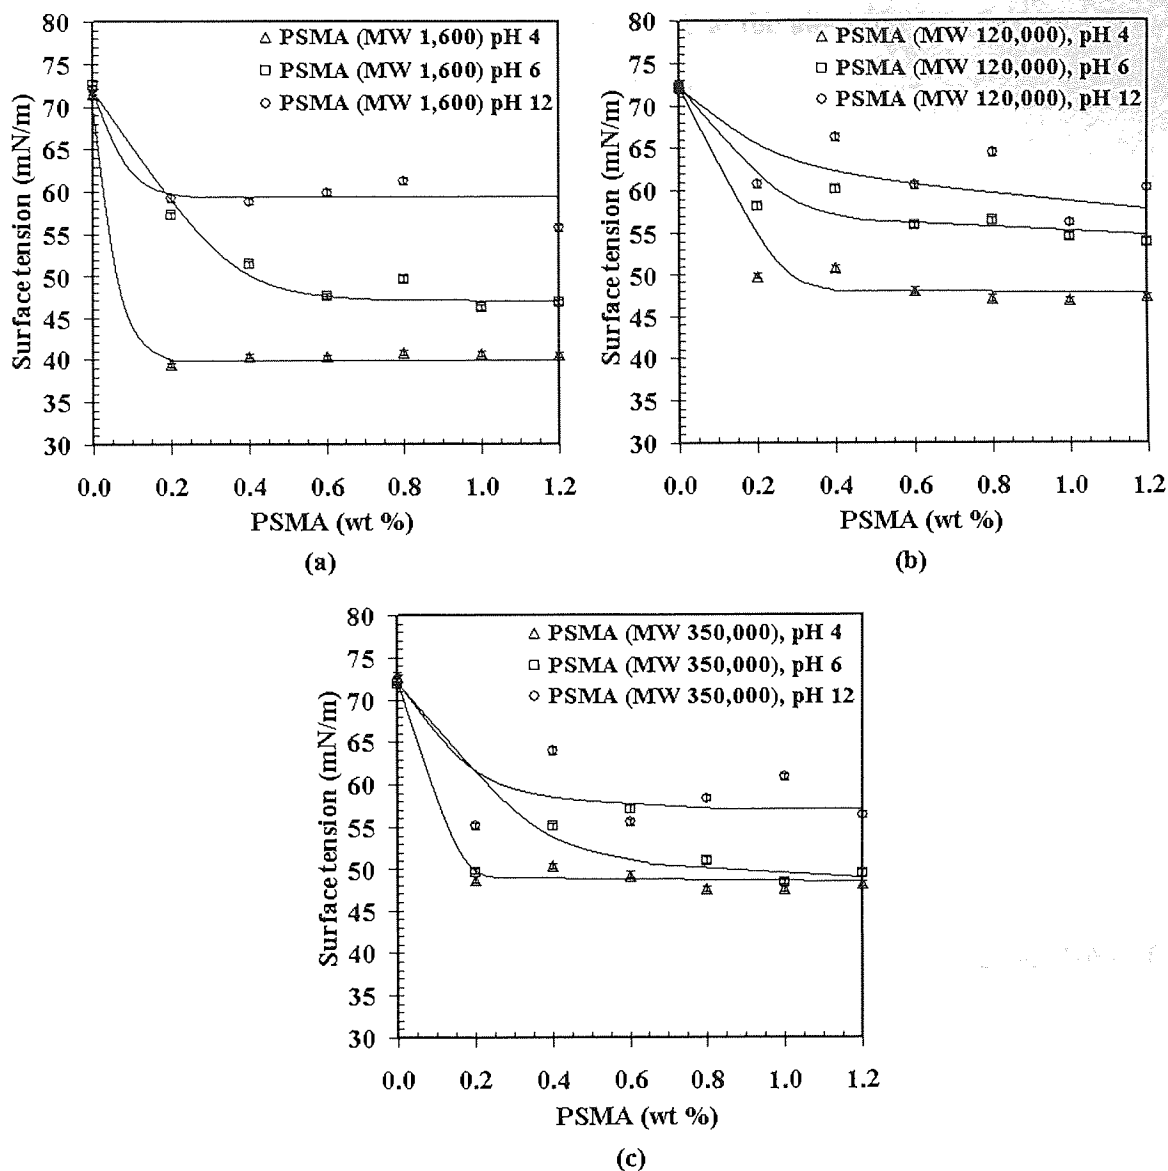 80
75
70
65
60
55
50
45
40
35
30
Surface tension (mN/m)
PSMA (MW 1,600) pH 4
PSMA (MW 1,600) pH 6
PSMA (MW 1,600) pH 12
0.0 0.2 0.4 0.6 0.8 1.0 1.2
PSMA (wt %)
(a)
80
75
70
65
60
55
50
45
40
35
30
Surface tension (mN/m)
PSMA (MW 120,000), pH 4
PSMA (MW 120,000), pH 6
PSMA (MW 120,000), pH 12
0.0 0.2 0.4 0.6 0.8 1.0 1.2
PSMA (wt %)
(b)
80
75
70
65
60
55
50
45
40
35
30
Surface tension (mN/m)
PSMA (MW 350,000), pH 4
PSMA (MW 350,000), pH 6
PSMA (MW 350,000), pH 12
0.0 0.2 0.4 0.6 0.8 1.0 1.2
PSMA (wt %)
(c)